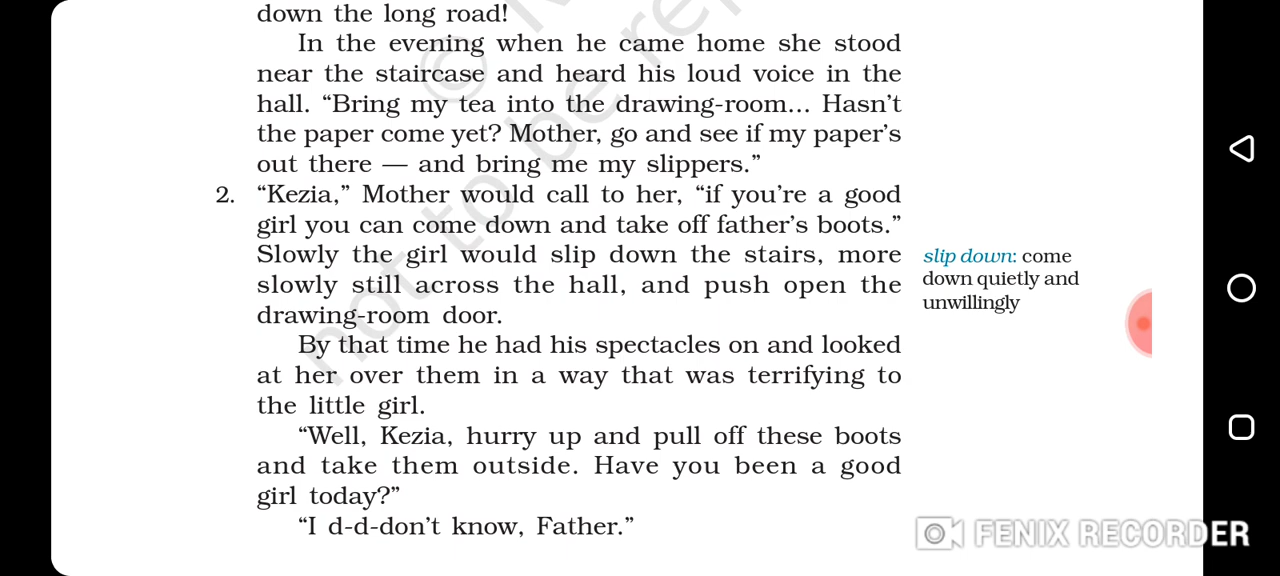 down the long road!
In the evening when he came home she stood
near the staircase and heard his loud voice in the
hall. “Bring my tea into the drawing-room... Hasn’t
the paper come yet? Mother, go and see if my paper’s
out there — and bring me my slippers.”
2. “Kezia,” Mother would call to her, “if you’re a good
girl you can come down and take off father’s boots.”
Slowly the girl would slip down the stairs, more
slowly still across the hall, and push open the
drawing-room door.
slip down: come
down quietly and
unwillingly
By that time he had his spectacles on and looked
at her over them in a way that was terrifying to
the little girl.
“Well, Kezia, hurry up and pull off these boots
and take them outside. Have you been a good
girl today?”
“I d-d-don’t know, Father.”
© 
not to be re
FENIX RECORDER